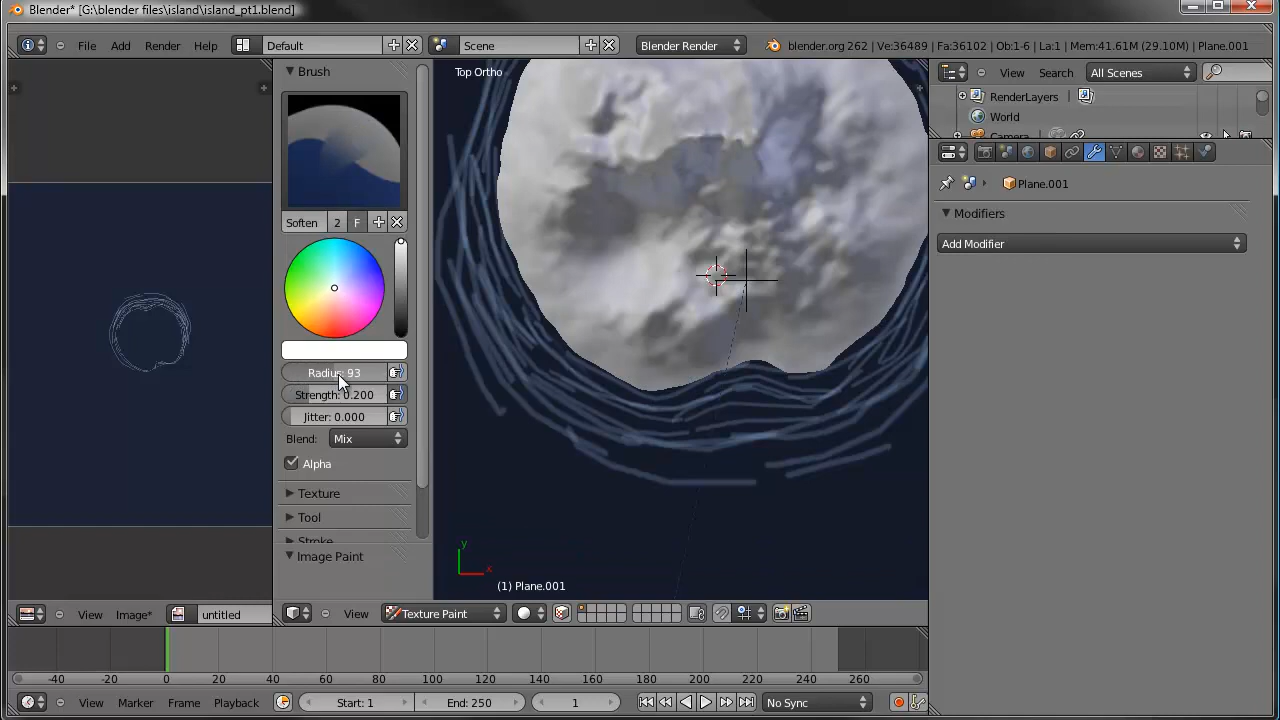 Blender* [G:\blender files\island\island_pt1.blend]
File Add Render Help Default Scene Blender Render blender.org 262 | Ve:36489 | Fa:36102 | Ob:1-6 | La:1 | Mem:41.61M (29.10M) | Plane.001
Brush
Top Ortho
View Search All Scenes
RenderLayers
World
Camera
Plane.001
Modifiers
Add Modifier
Soften 2 F
Radius: 93
Strength: 0.200
Jitter: 0.000
Blend: Mix
Alpha
Texture
Tool
Stroke
Image Paint
y
x
(1) Plane.001
View Image* untitled
View Texture Paint
-40 -20 0 20 40 60 80 100 120 140 160 180 200 220 240 260
View Marker Frame Playback Start: 1 End: 250 1 No Sync